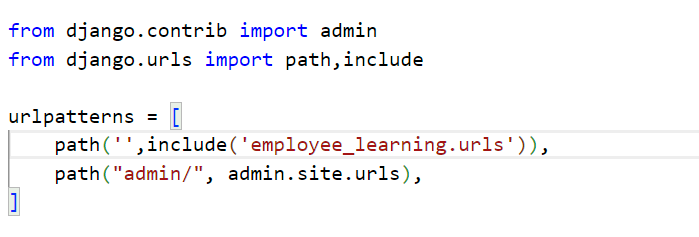 from django.contrib import admin
from django.urls import path,include
urlpatterns = [
path('',include('employee_learning.urls')),
path("admin/", admin.site.urls),
]